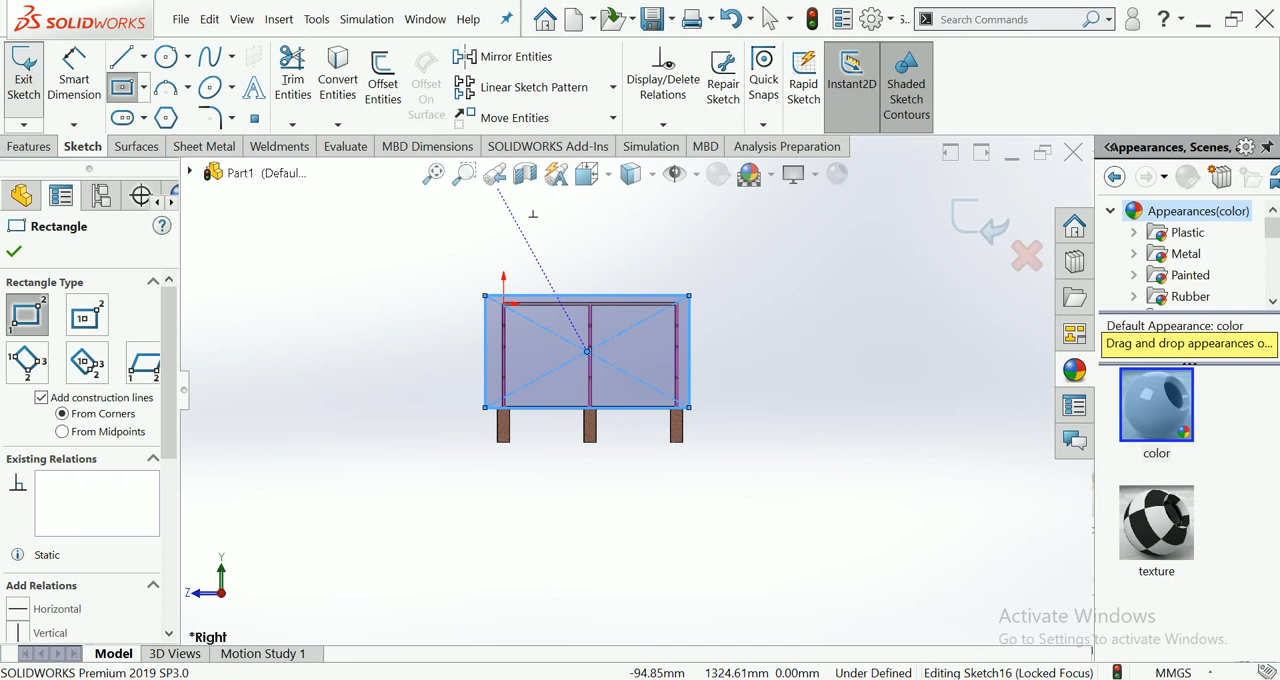 SOLIDWORKS
File Edit View Insert Tools Simulation Window Help
S..
Search Commands
Exit Sketch
Smart Dimension
Trim Entities
Convert Entities
Offset Entities
Offset On Surface
Mirror Entities
Linear Sketch Pattern
Move Entities
Display/Delete Relations
Repair Sketch
Quick Snaps
Rapid Sketch
Instant2D
Shaded Sketch Contours
Features Sketch Surfaces Sheet Metal Weldments Evaluate MBD Dimensions SOLIDWORKS Add-Ins Simulation MBD Analysis Preparation
Part1 (Defaul...
Rectangle
Rectangle Type
Add construction lines
From Corners
From Midpoints
Existing Relations
Static
Add Relations
Horizontal
Vertical
Y
Z
*Right
Appearances, Scenes,
Appearances(color)
Plastic
Metal
Painted
Rubber
Default Appearance: color
Drag and drop appearances o...
color
texture
Activate Windows
Go to Settings to activate Windows.
Model 3D Views Motion Study 1
SOLIDWORKS Premium 2019 SP3.0
-94.85mm 1324.61mm 0.00mm Under Defined Editing Sketch16 (Locked Focus) MMGS